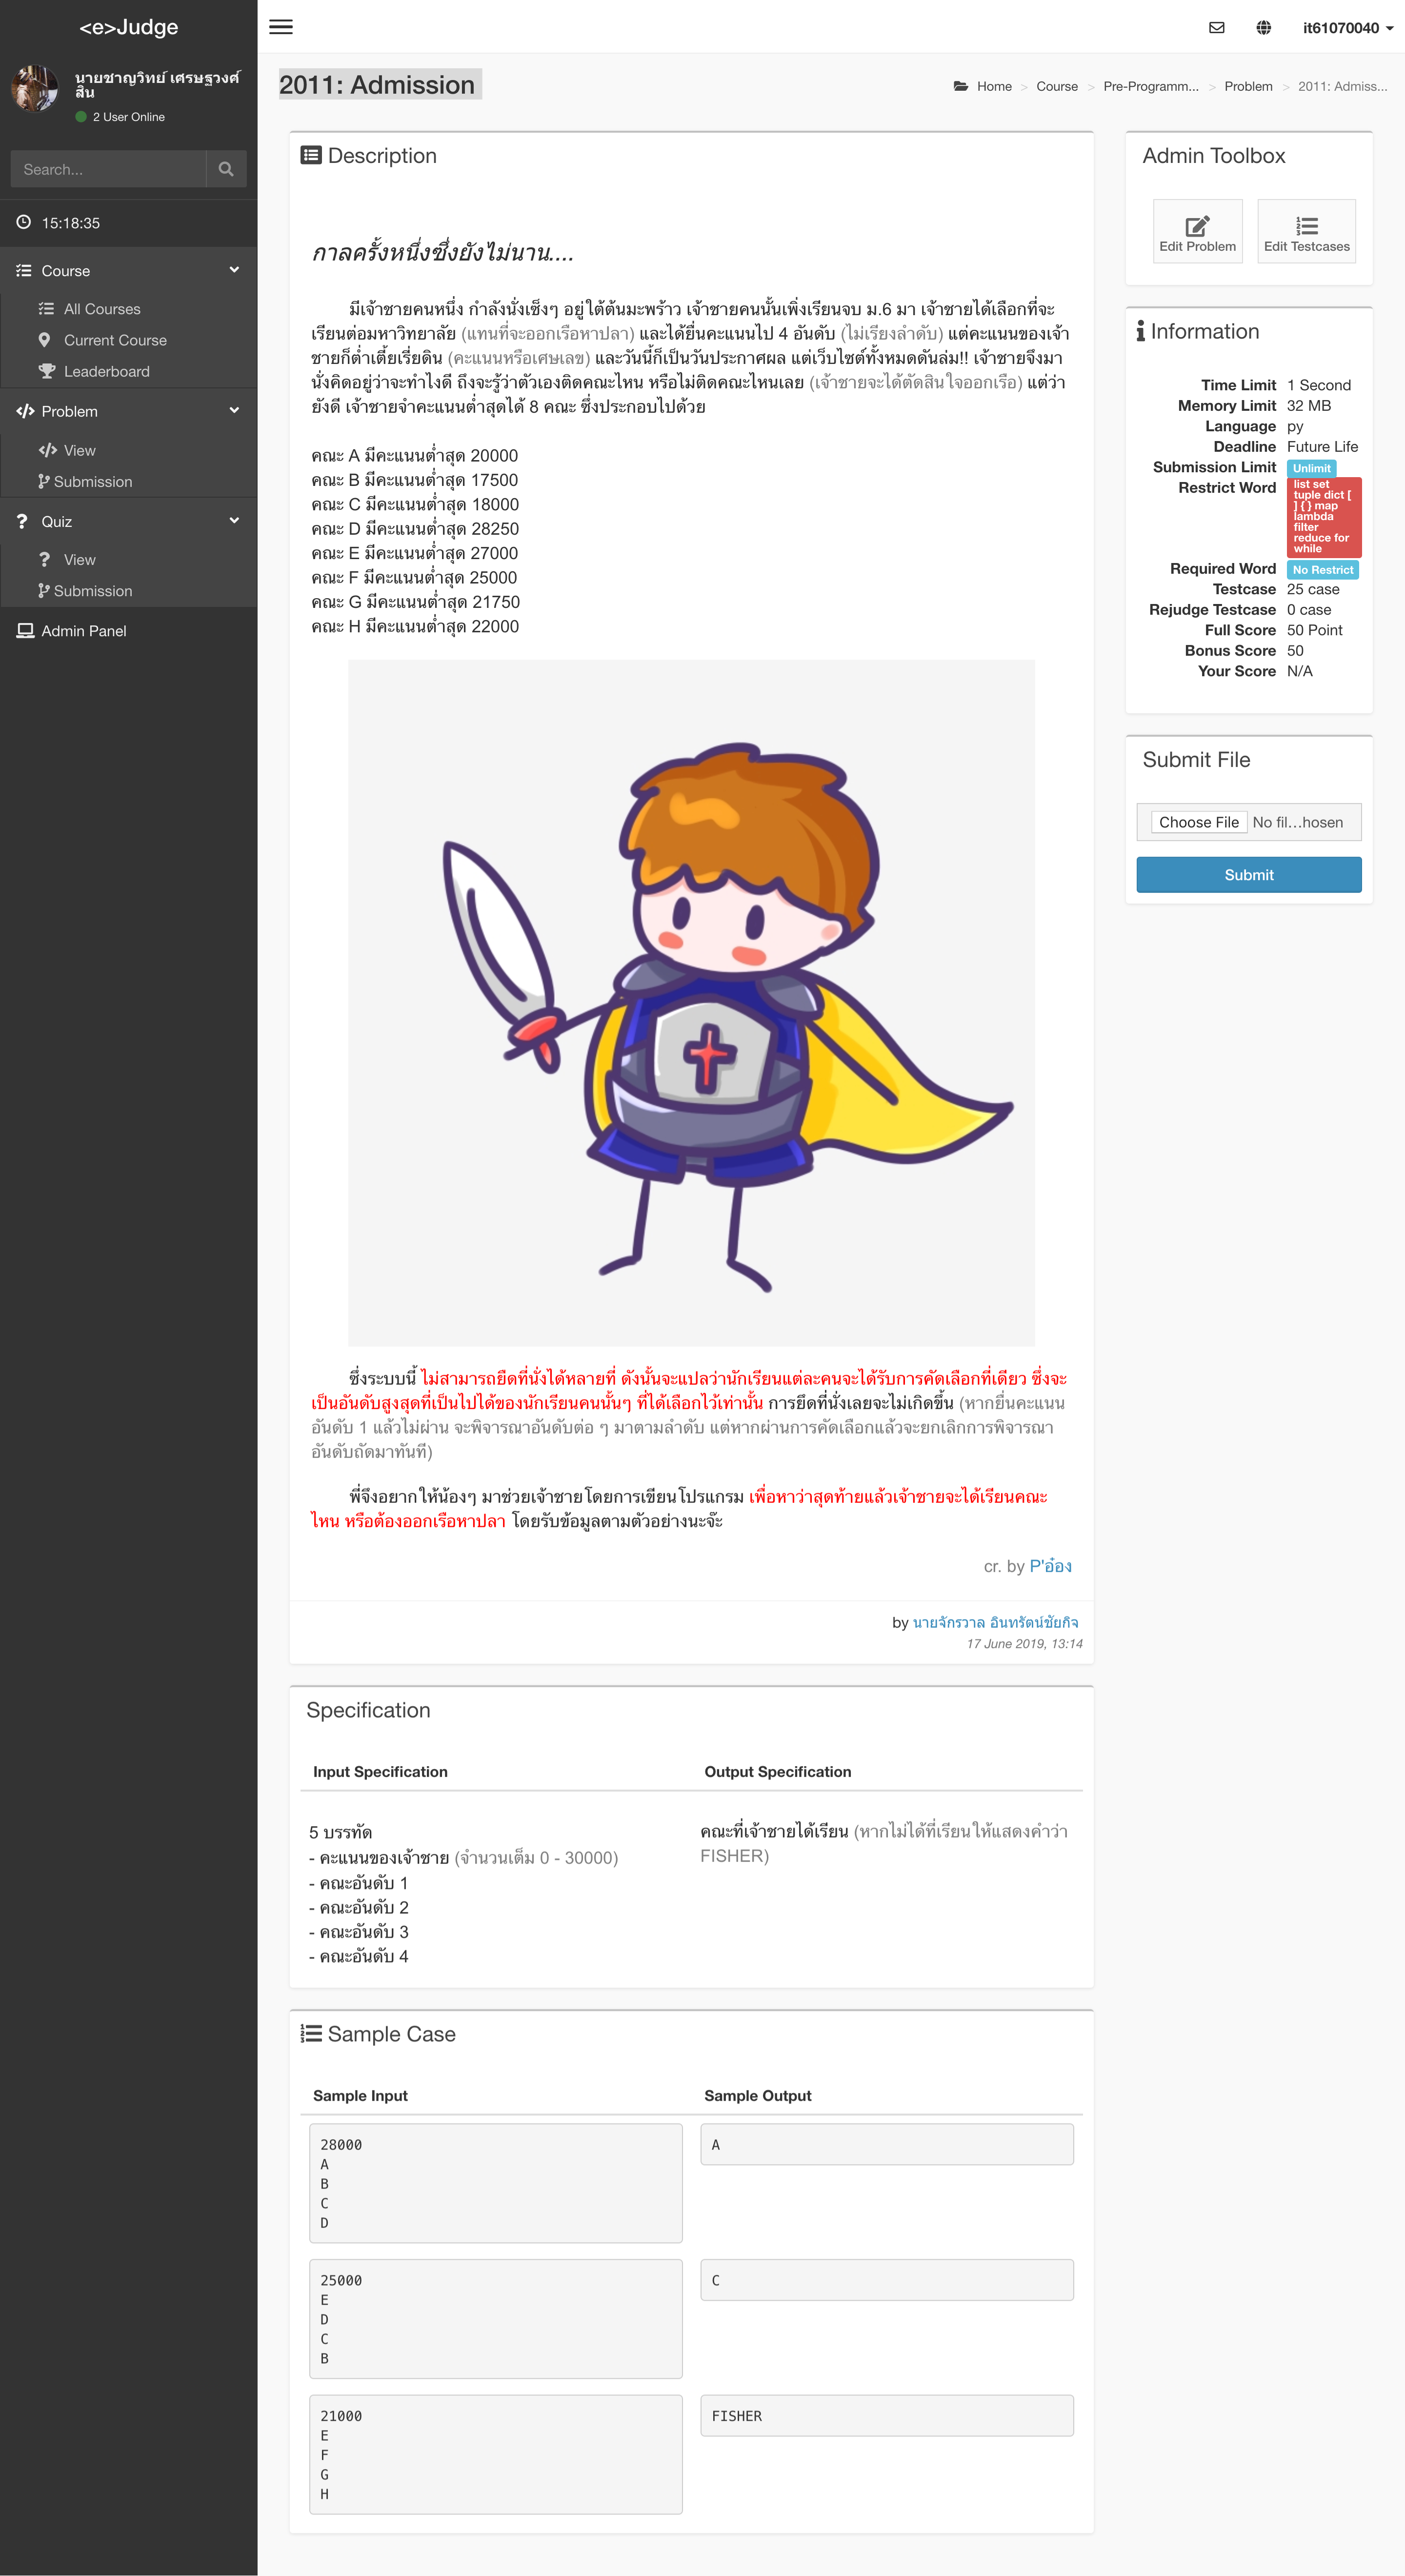 <e>Judge
it61070040
นายชาญวิทย์ เศรษฐวงศ์
สิน
2 User Online
Search...
15:18:35
Course
All Courses
Current Course
Leaderboard
Problem
View
Submission
Quiz
View
Submission
Admin Panel
2011: Admission
Home > Course > Pre-Programm... > Problem > 2011: Admiss...
Description
กาลครั้งหนึ่งซึ่งยังไม่นาน....
มีเจ้าชายคนหนึ่ง กำลังนั่งเซ็งๆ อยู่ใต้ต้นมะพร้าว เจ้าชายคนนั้นเพิ่งเรียนจบ ม.6 มา เจ้าชายได้เลือกที่จะ
เรียนต่อมหาวิทยาลัย (แทนที่จะออกเรือหาปลา) และได้ยื่นคะแนนไป 4 อันดับ (ไม่เรียงลำดับ) แต่คะแนนของเจ้า
ชายก็ต่ำเตี้ยเรี่ยดิน (คะแนนหรือเศษเลข) และวันนี้ก็เป็นวันประกาศผล แต่เว็บไซต์ทั้งหมดดันล่ม!! เจ้าชายจึงมา
นั่งคิดอยู่ว่าจะทำไงดี ถึงจะรู้ว่าตัวเองติดคณะไหน หรือไม่ติดคณะไหนเลย (เจ้าชายจะได้ตัดสินใจออกเรือ) แต่ว่า
ยังดี เจ้าชายจำคะแนนต่ำสุดได้ 8 คณะ ซึ่งประกอบไปด้วย
คณะ A มีคะแนนต่ำสุด 20000
คณะ B มีคะแนนต่ำสุด 17500
คณะ C มีคะแนนต่ำสุด 18000
คณะ D มีคะแนนต่ำสุด 28250
คณะ E มีคะแนนต่ำสุด 27000
คณะ F มีคะแนนต่ำสุด 25000
คณะ G มีคะแนนต่ำสุด 21750
คณะ H มีคะแนนต่ำสุด 22000
ซึ่งระบบนี้ ไม่สามารถยึดที่นั่งได้หลายที่ ดังนั้นจะแปลว่านักเรียนแต่ละคนจะได้รับการคัดเลือกที่เดียว ซึ่งจะ
เป็นอันดับสูงสุดที่เป็นไปได้ของนักเรียนคนนั้นๆ ที่ได้เลือกไว้เท่านั้น การยึดที่นั่งเลยจะไม่เกิดขึ้น (หากยื่นคะแนน
อันดับ 1 แล้วไม่ผ่าน จะพิจารณาอันดับต่อ ๆ มาตามลำดับ แต่หากผ่านการคัดเลือกแล้วจะยกเลิกการพิจารณา
อันดับถัดมาทันที)
พี่จึงอยากให้น้องๆ มาช่วยเจ้าชายโดยการเขียนโปรแกรม เพื่อหาว่าสุดท้ายแล้วเจ้าชายจะได้เรียนคณะ
ไหน หรือต้องออกเรือหาปลา โดยรับข้อมูลตามตัวอย่างนะจ๊ะ
cr. by P'อ๋อง
by นายจักรวาล อินทรัตน์ชัยกิจ
17 June 2019, 13:14
Specification
Input Specification
Output Specification
5 บรรทัด
- คะแนนของเจ้าชาย (จำนวนเต็ม 0 - 30000)
- คณะอันดับ 1
- คณะอันดับ 2
- คณะอันดับ 3
- คณะอันดับ 4
คณะที่เจ้าชายได้เรียน (หากไม่ได้ที่เรียนให้แสดงคำว่า
FISHER)
Sample Case
Sample Input
Sample Output
28000
A
B
C
D
A
25000
E
D
C
B
C
21000
E
F
G
H
FISHER
Admin Toolbox
Edit Problem
Edit Testcases
Information
Time Limit 1 Second
Memory Limit 32 MB
Language py
Deadline Future Life
Submission Limit Unlimit
Restrict Word list set
tuple dict [
] { } map
lambda
filter
reduce for
while
Required Word No Restrict
Testcase 25 case
Rejudge Testcase 0 case
Full Score 50 Point
Bonus Score 50
Your Score N/A
Submit File
Choose File No fil...hosen
Submit